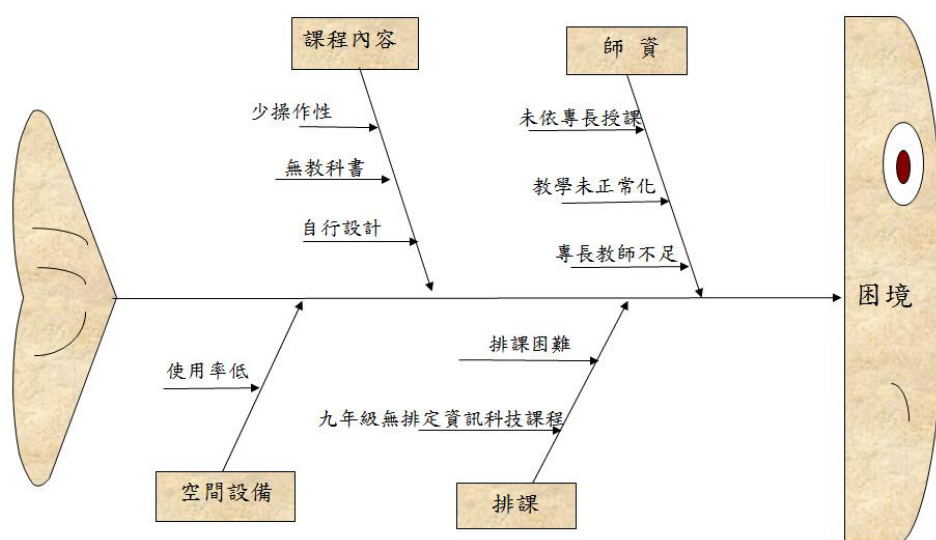 課程內容
師 資
少操作性
未依專長授課
無教科書
教學未正常化
自行設計
專長教師不足
困境
排課困難
使用率低
九年級無排定資訊科技課程
空間設備
排課